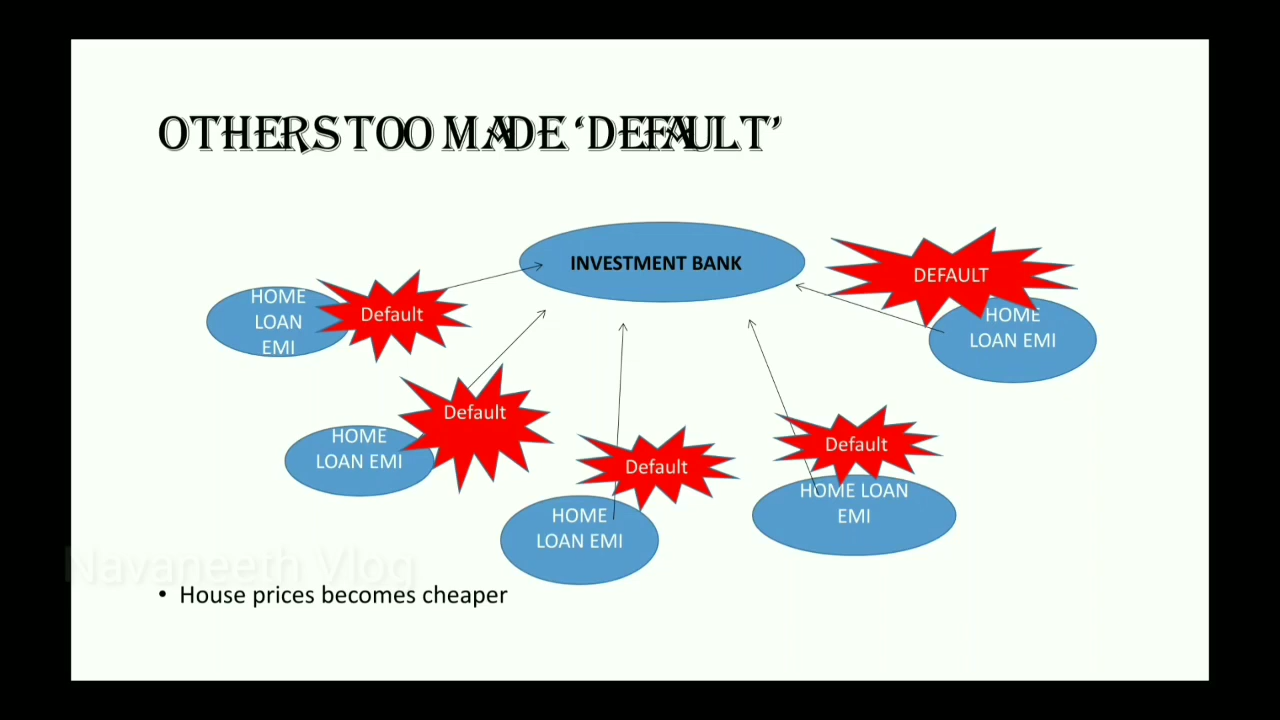 OTHERS TOO MADE ‘DEFAULT’
INVESTMENT BANK
DEFAULT
HOME
LOAN EMI
HOME
LOAN
EMI
Default
HOME
LOAN EMI
Default
HOME
LOAN EMI
Default
Default
HOME LOAN
EMI
Navaneeth Vlog
• House prices becomes cheaper